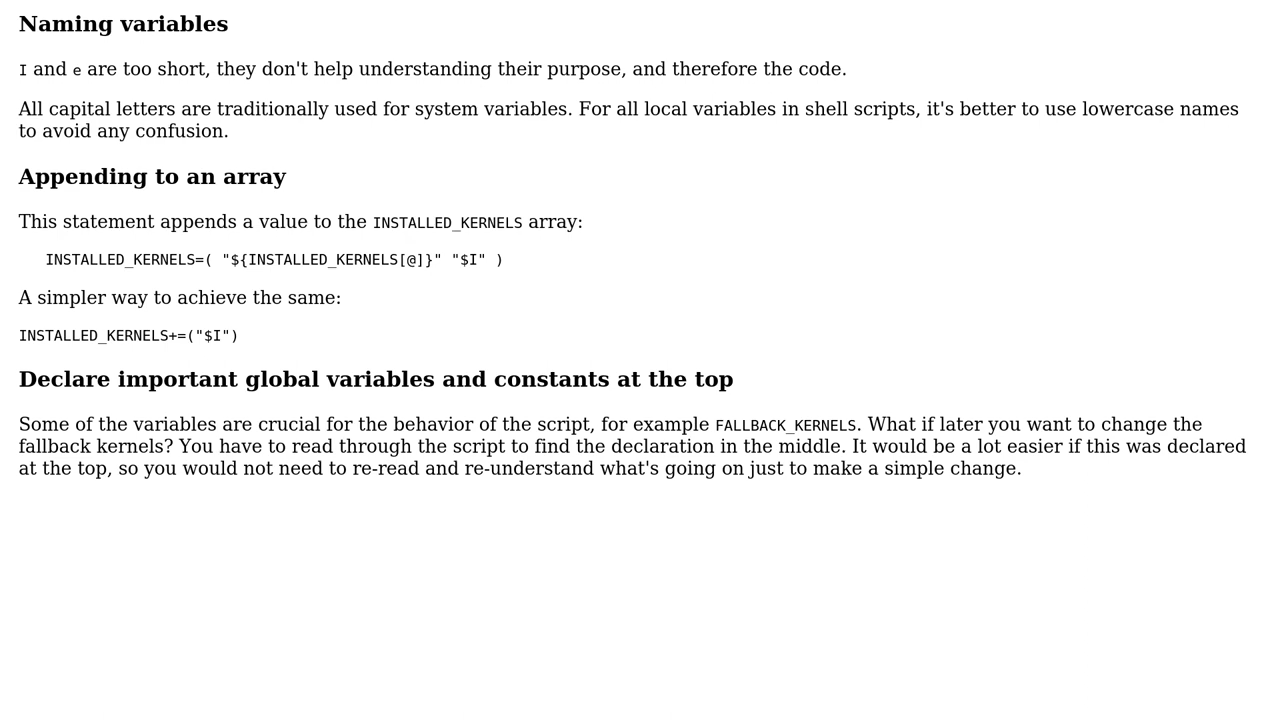 Naming variables
I and e are too short, they don't help understanding their purpose, and therefore the code.
All capital letters are traditionally used for system variables. For all local variables in shell scripts, it's better to use lowercase names
to avoid any confusion.
Appending to an array
This statement appends a value to the INSTALLED_KERNELS array:
INSTALLED_KERNELS=( "${INSTALLED_KERNELS[@]}" "$I" )
A simpler way to achieve the same:
INSTALLED_KERNELS+=("$I")
Declare important global variables and constants at the top
Some of the variables are crucial for the behavior of the script, for example FALLBACK_KERNELS. What if later you want to change the
fallback kernels? You have to read through the script to find the declaration in the middle. It would be a lot easier if this was declared
at the top, so you would not need to re-read and re-understand what's going on just to make a simple change.